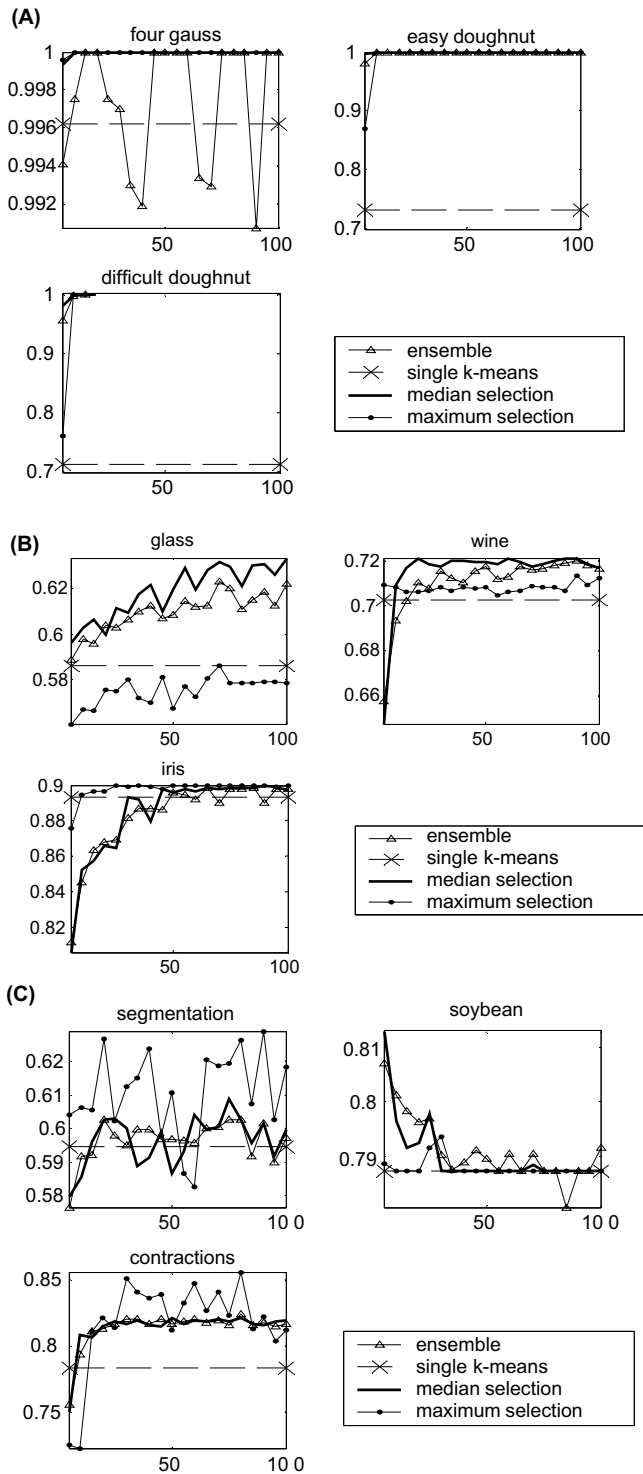 (A)
four gauss
1
0.998
0.996
0.994
0.992
50
100
easy doughnut
1
0.9
0.8
0.7
50
100
difficult doughnut
1
0.9
0.8
0.7
50
100
ensemble
single k-means
median selection
maximum selection
(B)
glass
0.62
0.6
0.58
50
100
wine
0.72
0.7
0.68
0.66
50
100
iris
0.9
0.88
0.86
0.84
0.82
50
100
ensemble
single k-means
median selection
maximum selection
(C)
segmentation
0.62
0.61
0.6
0.59
0.58
50
10 0
soybean
0.81
0.8
0.79
50
10 0
contractions
0.85
0.8
0.75
50
10 0
ensemble
single k-means
median selection
maximum selection